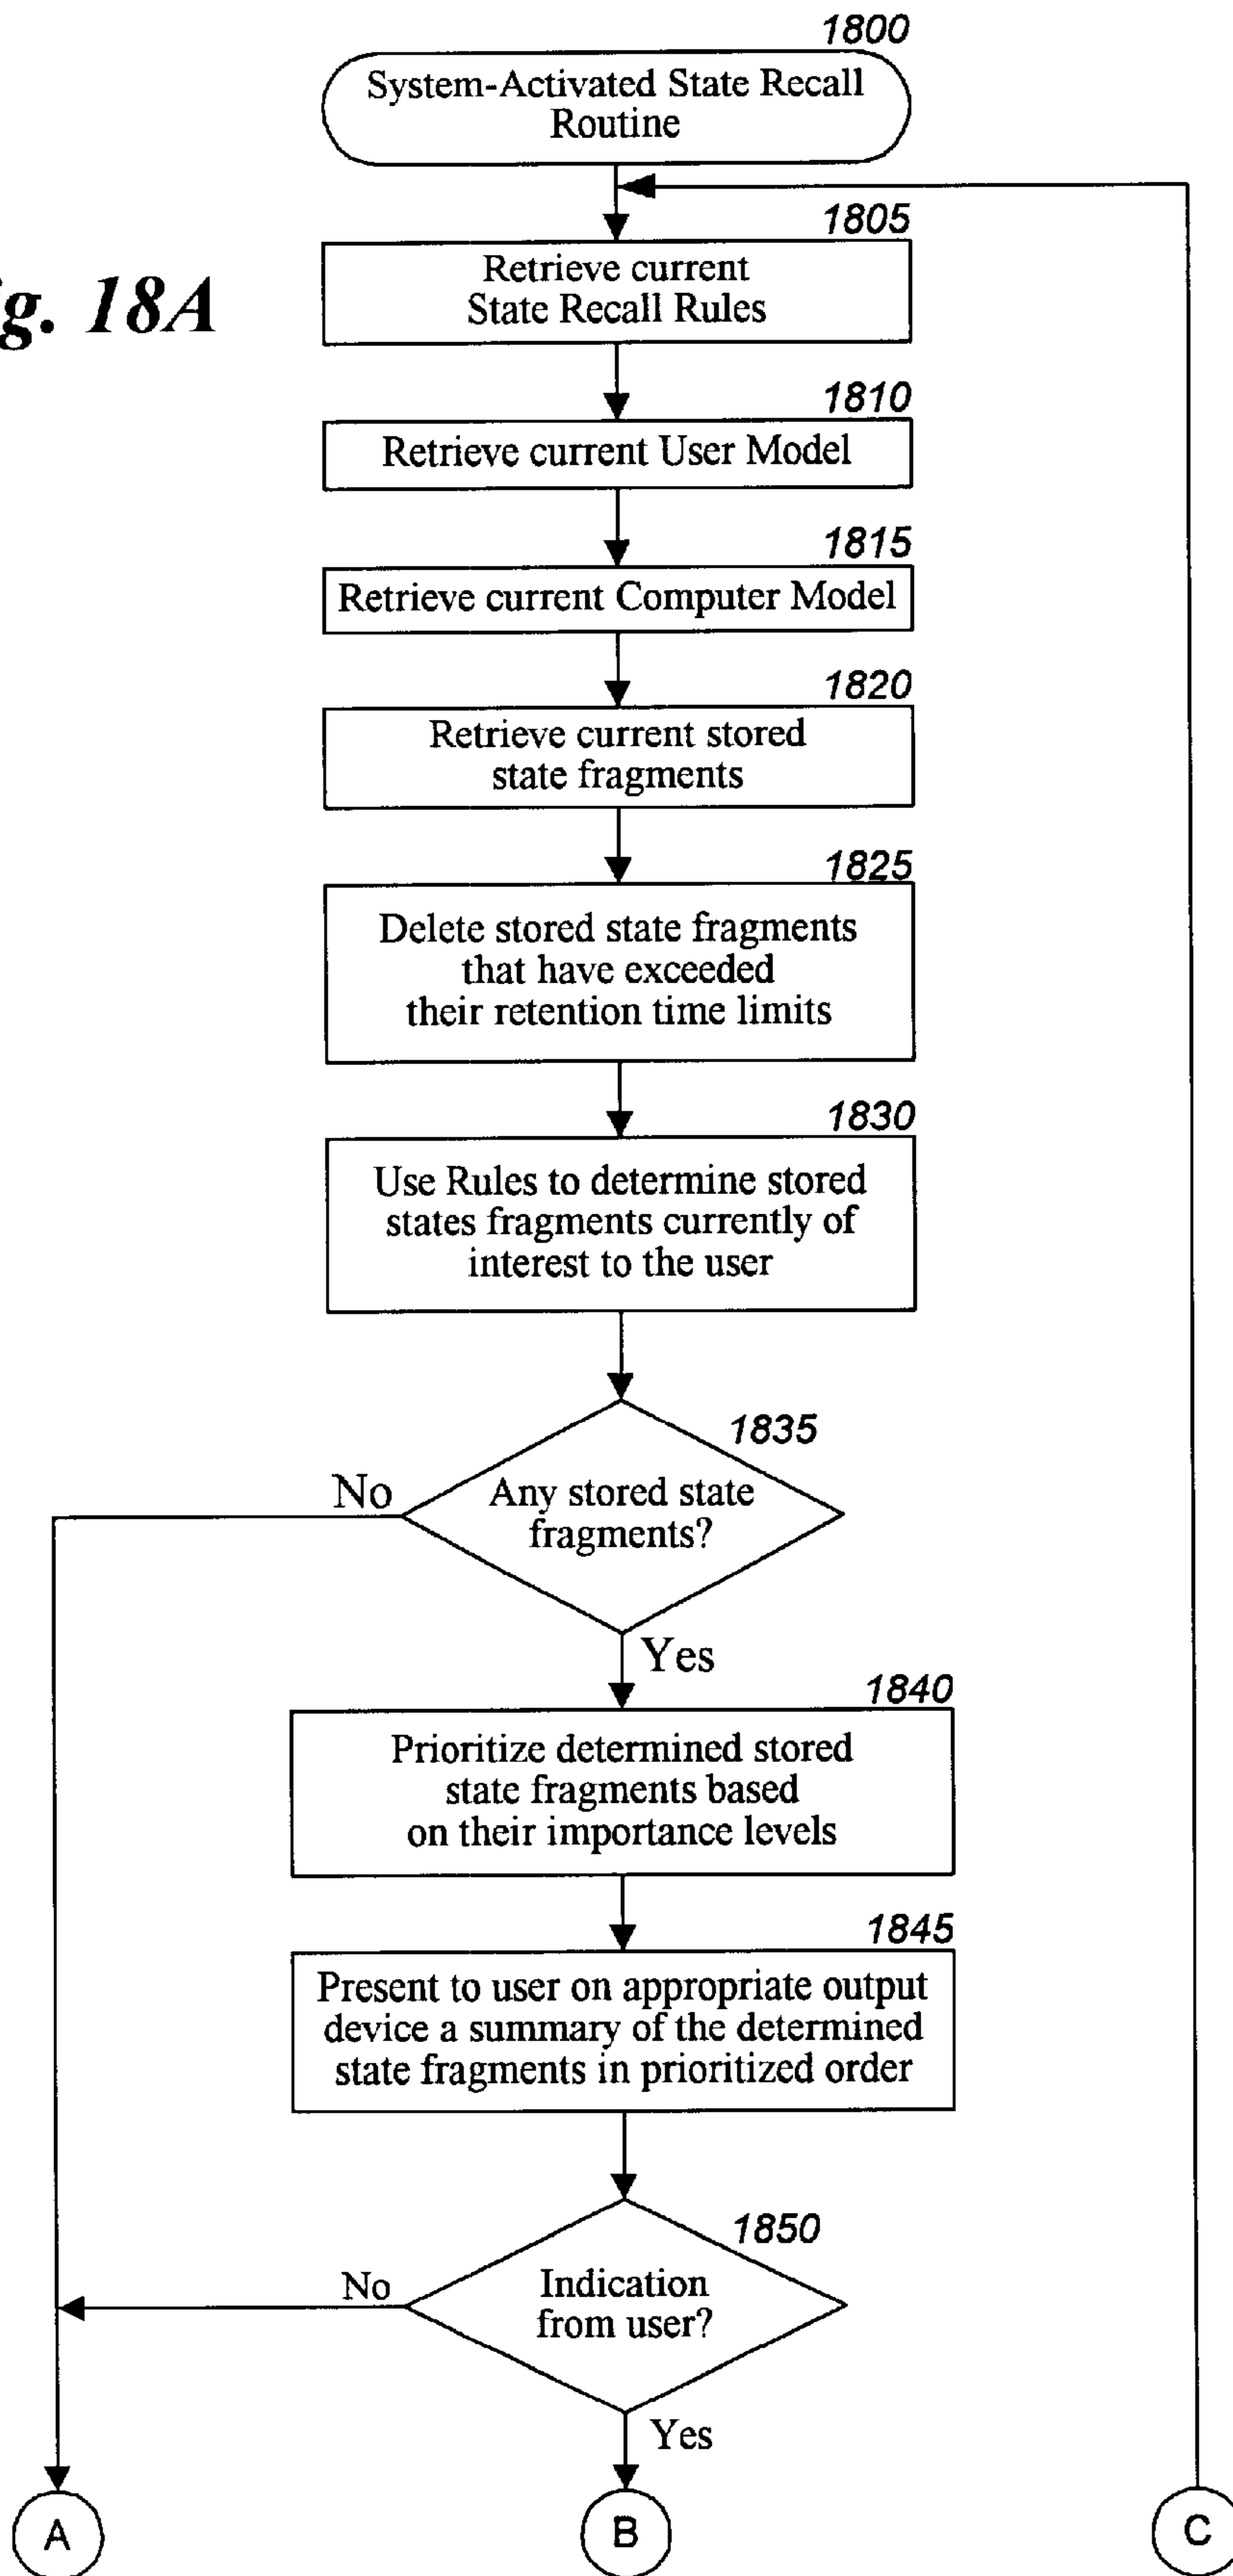 1800
System-Activated State Recall
Routine
1805
Retrieve current
State Recall Rules
g. 18A
1810
Retrieve current User Model
1815
Retrieve current Computer Model
1820
Retrieve current stored
state fragments
1825
Delete stored state fragments
that have exceeded
their retention time limits
1830
Use Rules to determine stored
states fragments currently of
interest to the user
1835
Any stored state
fragments?
No
Yes
1840
Prioritize determined stored
state fragments based
on their importance levels
1845
Present to user on appropriate output
device a summary of the determined
state fragments in prioritized order
1850
Indication
from user?
No
Yes
A
B
C